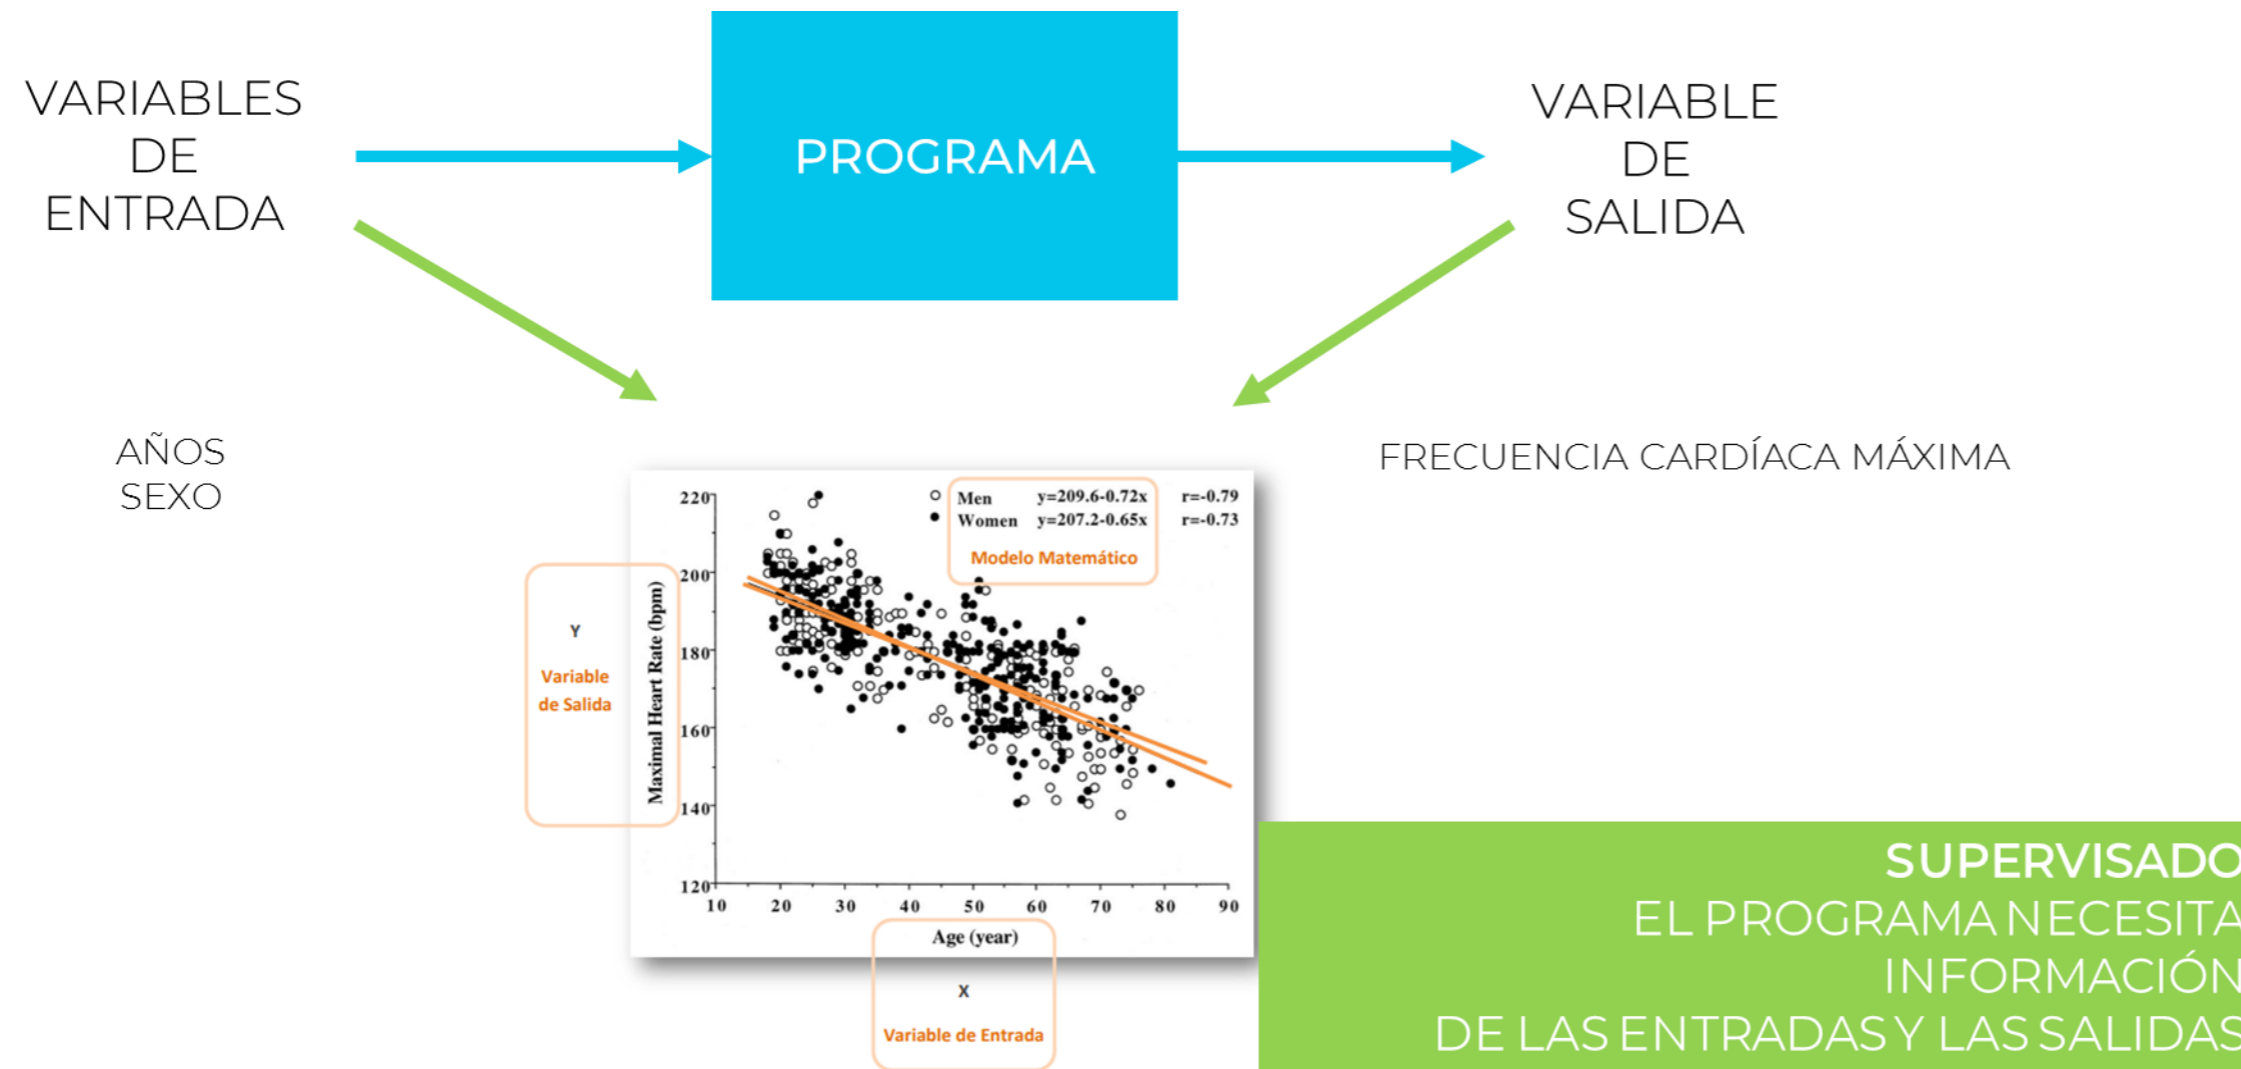 VARIABLES
DE
ENTRADA
PROGRAMA
VARIABLE
DE
SALIDA
AÑOS
SEXO
FRECUENCIA CARDÍACA MÁXIMA
Men y=209.6-0.72x r=-0.79
Women y=207.2-0.65x r=-0.73
Modelo Matemático
Y
Variable
de Salida
Maximal Heart Rate (bpm)
220
200
180
160
140
120
10 20 30 40 50 60 70 80 90
Age (year)
X
Variable de Entrada
SUPERVISADO
EL PROGRAMA NECESITA
INFORMACIÓN
DE LAS ENTRADAS Y LAS SALIDAS